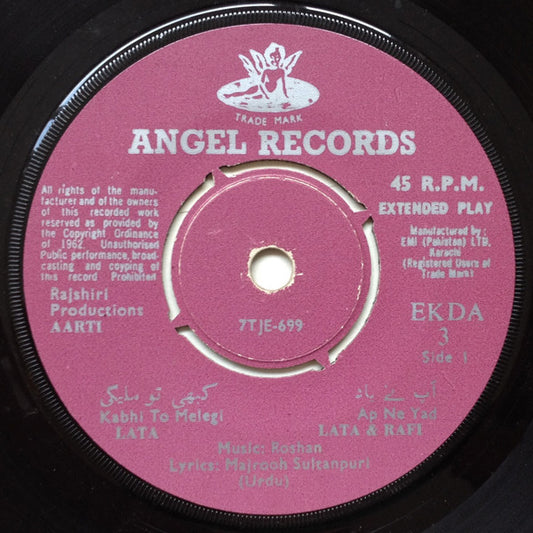 TRADE MARK
ANGEL RECORDS
All rights of the manu-
facturer and of the owners
of this recorded work
reserved as provided by
the Copyright Ordinance
of 1962. Unauthorised
Public performance, broad-
casting and copying of
this record Prohibited
45 R.P.M.
EXTENDED PLAY
Manufactured by:
EMI (Pakistan) LTD.
Karachi
(Registered Users of
Trade Mark)
Rajshiri
Productions
AARTI
7TJE-699
EKDA
3
Side 1
کبھی تو ملیگی
Kabhi To Melegi
LATA
آپ نے یاد
Ap Ne Yad
LATA & RAFI
Music: Roshan
Lyrics: Majrooh Sultanpuri
(Urdu)